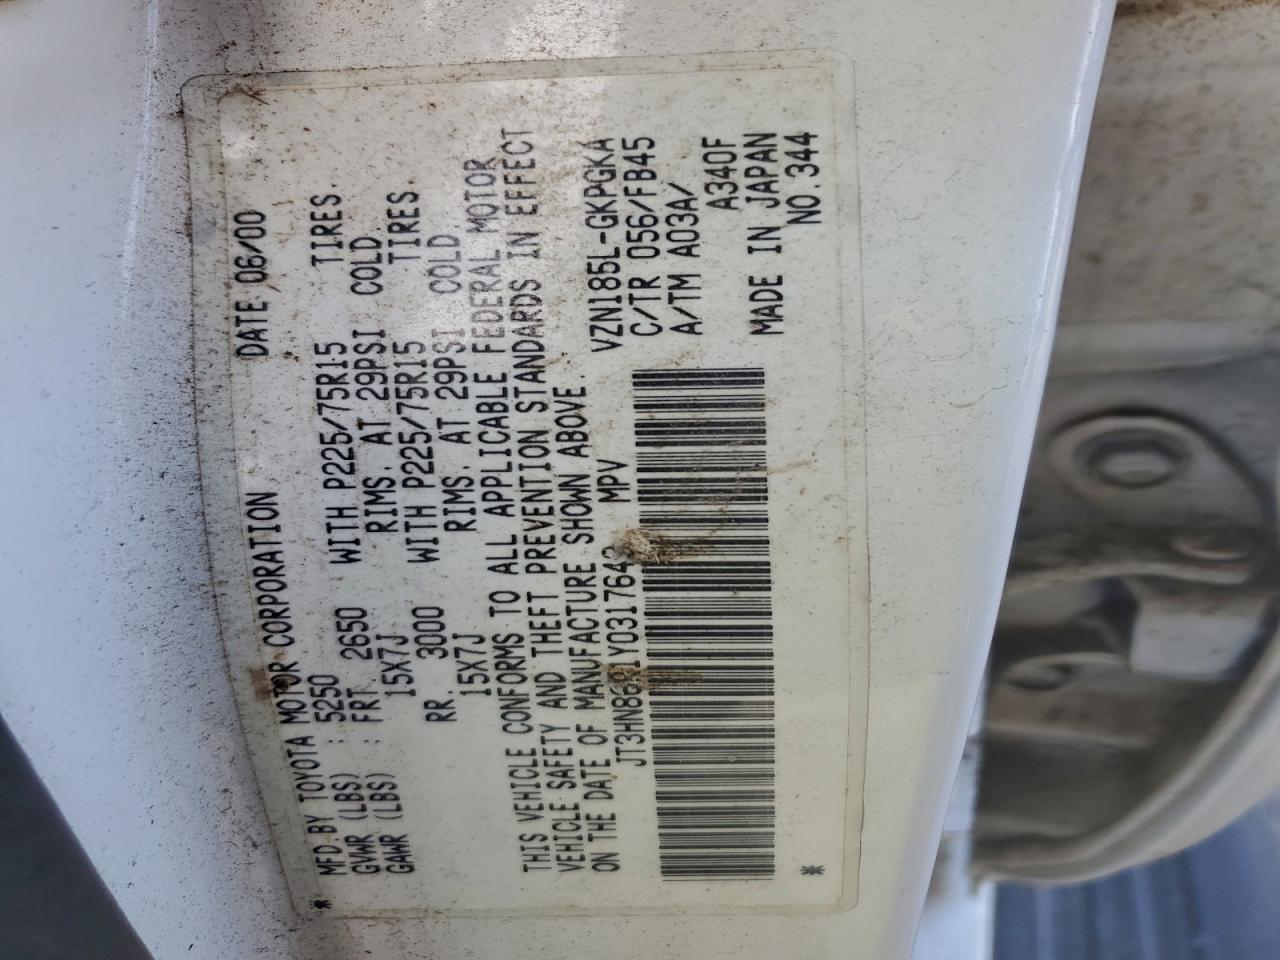 MFD. BY TOYOTA MOTOR CORPORATION DATE 06/00
GVWR (LBS) : 5250
GAWR (LBS) : FRT. 2650 WITH P225/75R15 TIRES.
15X7J RIMS. AT 29PSI COLD.
RR. 3000 WITH P225/75R15 TIRES.
15X7J RIMS. AT 29PSI COLD
THIS VEHICLE CONFORMS TO ALL APPLICABLE FEDERAL MOTOR
VEHICLE SAFETY AND THEFT PREVENTION STANDARDS IN EFFECT
ON THE DATE OF MANUFACTURE SHOWN ABOVE.
MPV
VZN185L-GKPGKA
C/TR 056/FB45
A/TM A03A/
A340F
MADE IN JAPAN
NO.344